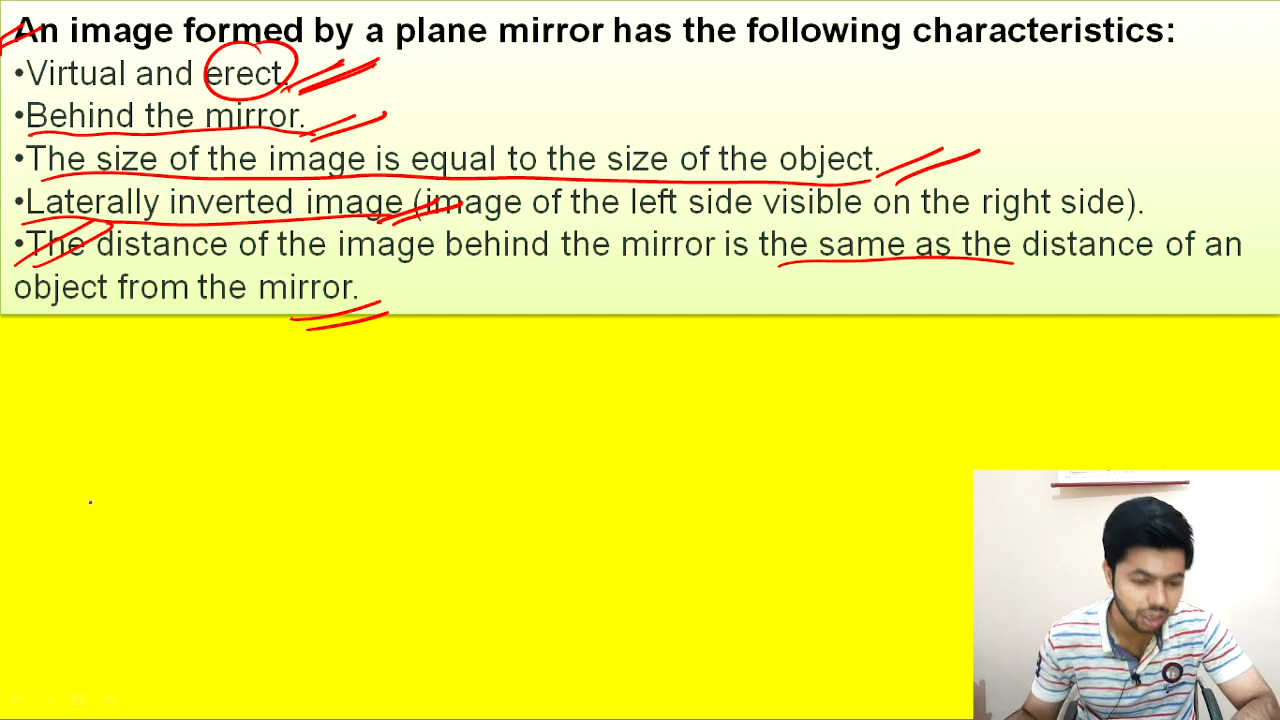 An image formed by a plane mirror has the following characteristics:
•Virtual and erect.
•Behind the mirror.
•The size of the image is equal to the size of the object.
•Laterally inverted image (image of the left side visible on the right side).
•The distance of the image behind the mirror is the same as the distance of an
object from the mirror.